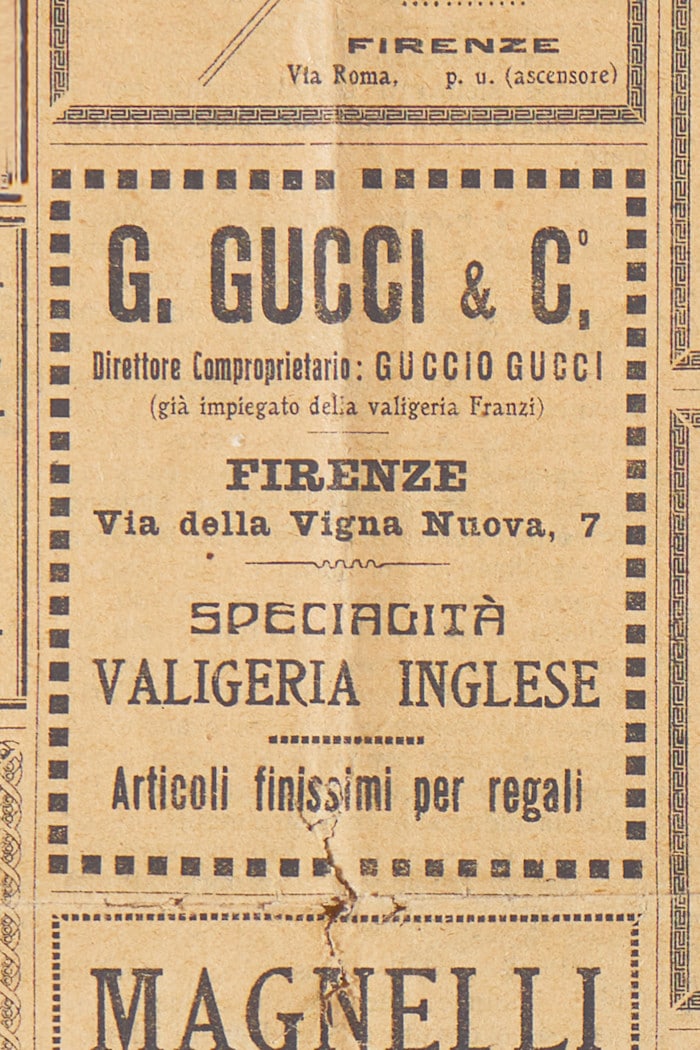 FIRENZE
Via Roma, p. u. (ascensore)
G. GUCCI & C.º
Direttore Comproprietario: GUCCIO GUCCI
(già impiegato della valigeria Franzi)
FIRENZE
Via della Vigna Nuova, 7
SPECIALITÀ
VALIGERIA INGLESE
Articoli finissimi per regali
MAGNELLI